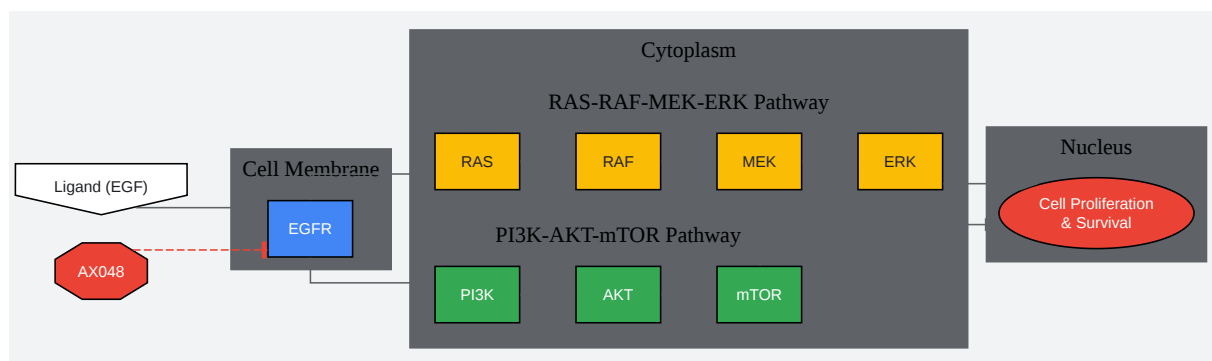 Cytoplasm
RAS-RAF-MEK-ERK Pathway
RAS
RAF
MEK
ERK
Nucleus
Cell Membrane
Ligand (EGF)
Cell Proliferation
& Survival
EGFR
PI3K-AKT-mTOR Pathway
AX048
PI3K
AKT
mTOR